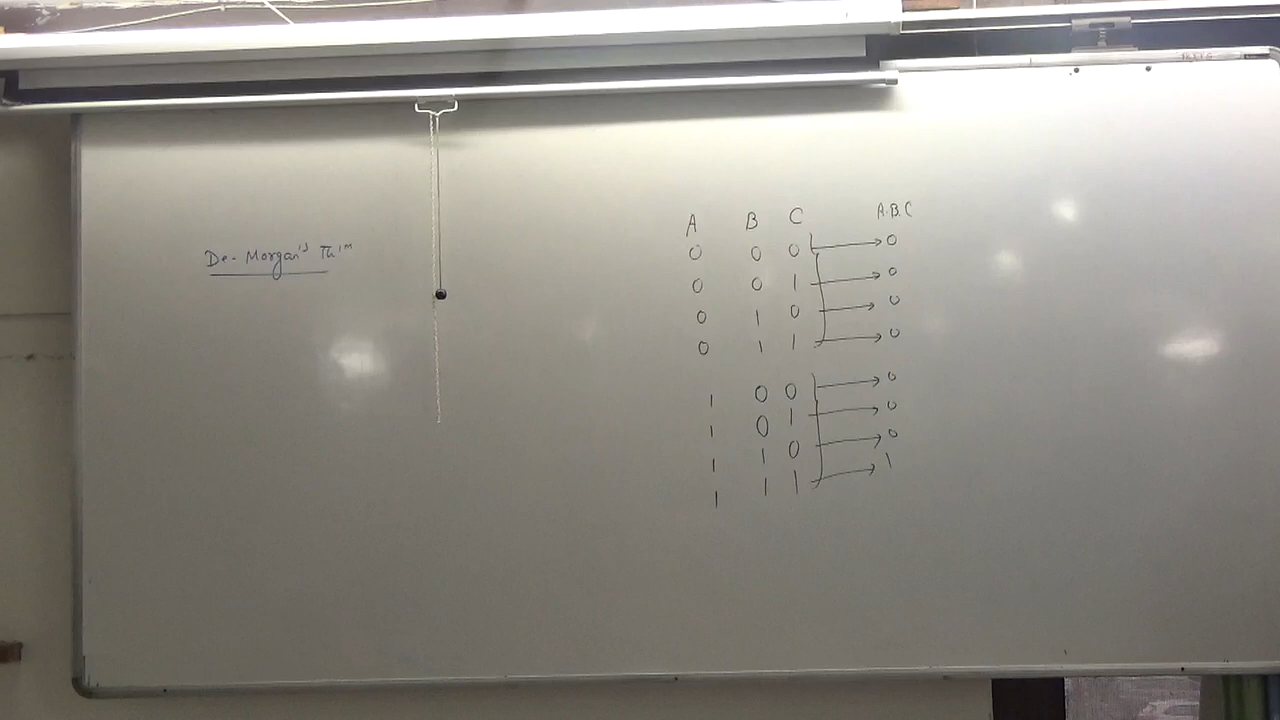 De-Morgan's Th'm
A B C A.B.C
0 0 0 → 0
0 0 1 → 0
0 1 0 → 0
0 1 1 → 0
1 0 0 → 0
1 0 1 → 0
1 1 0 → 0
1 1 1 → 1